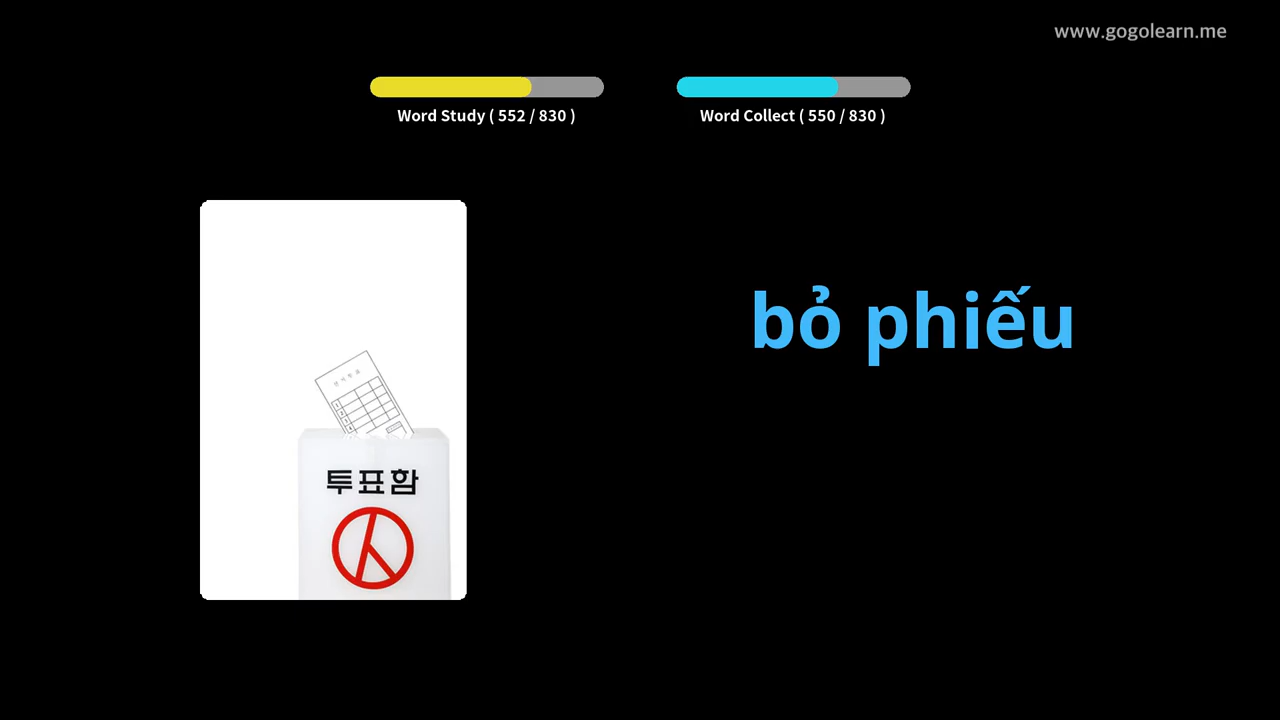 www.gogolearn.me
Word Study ( 552 / 830 )
Word Collect ( 550 / 830 )
bỏ phiếu
투표함